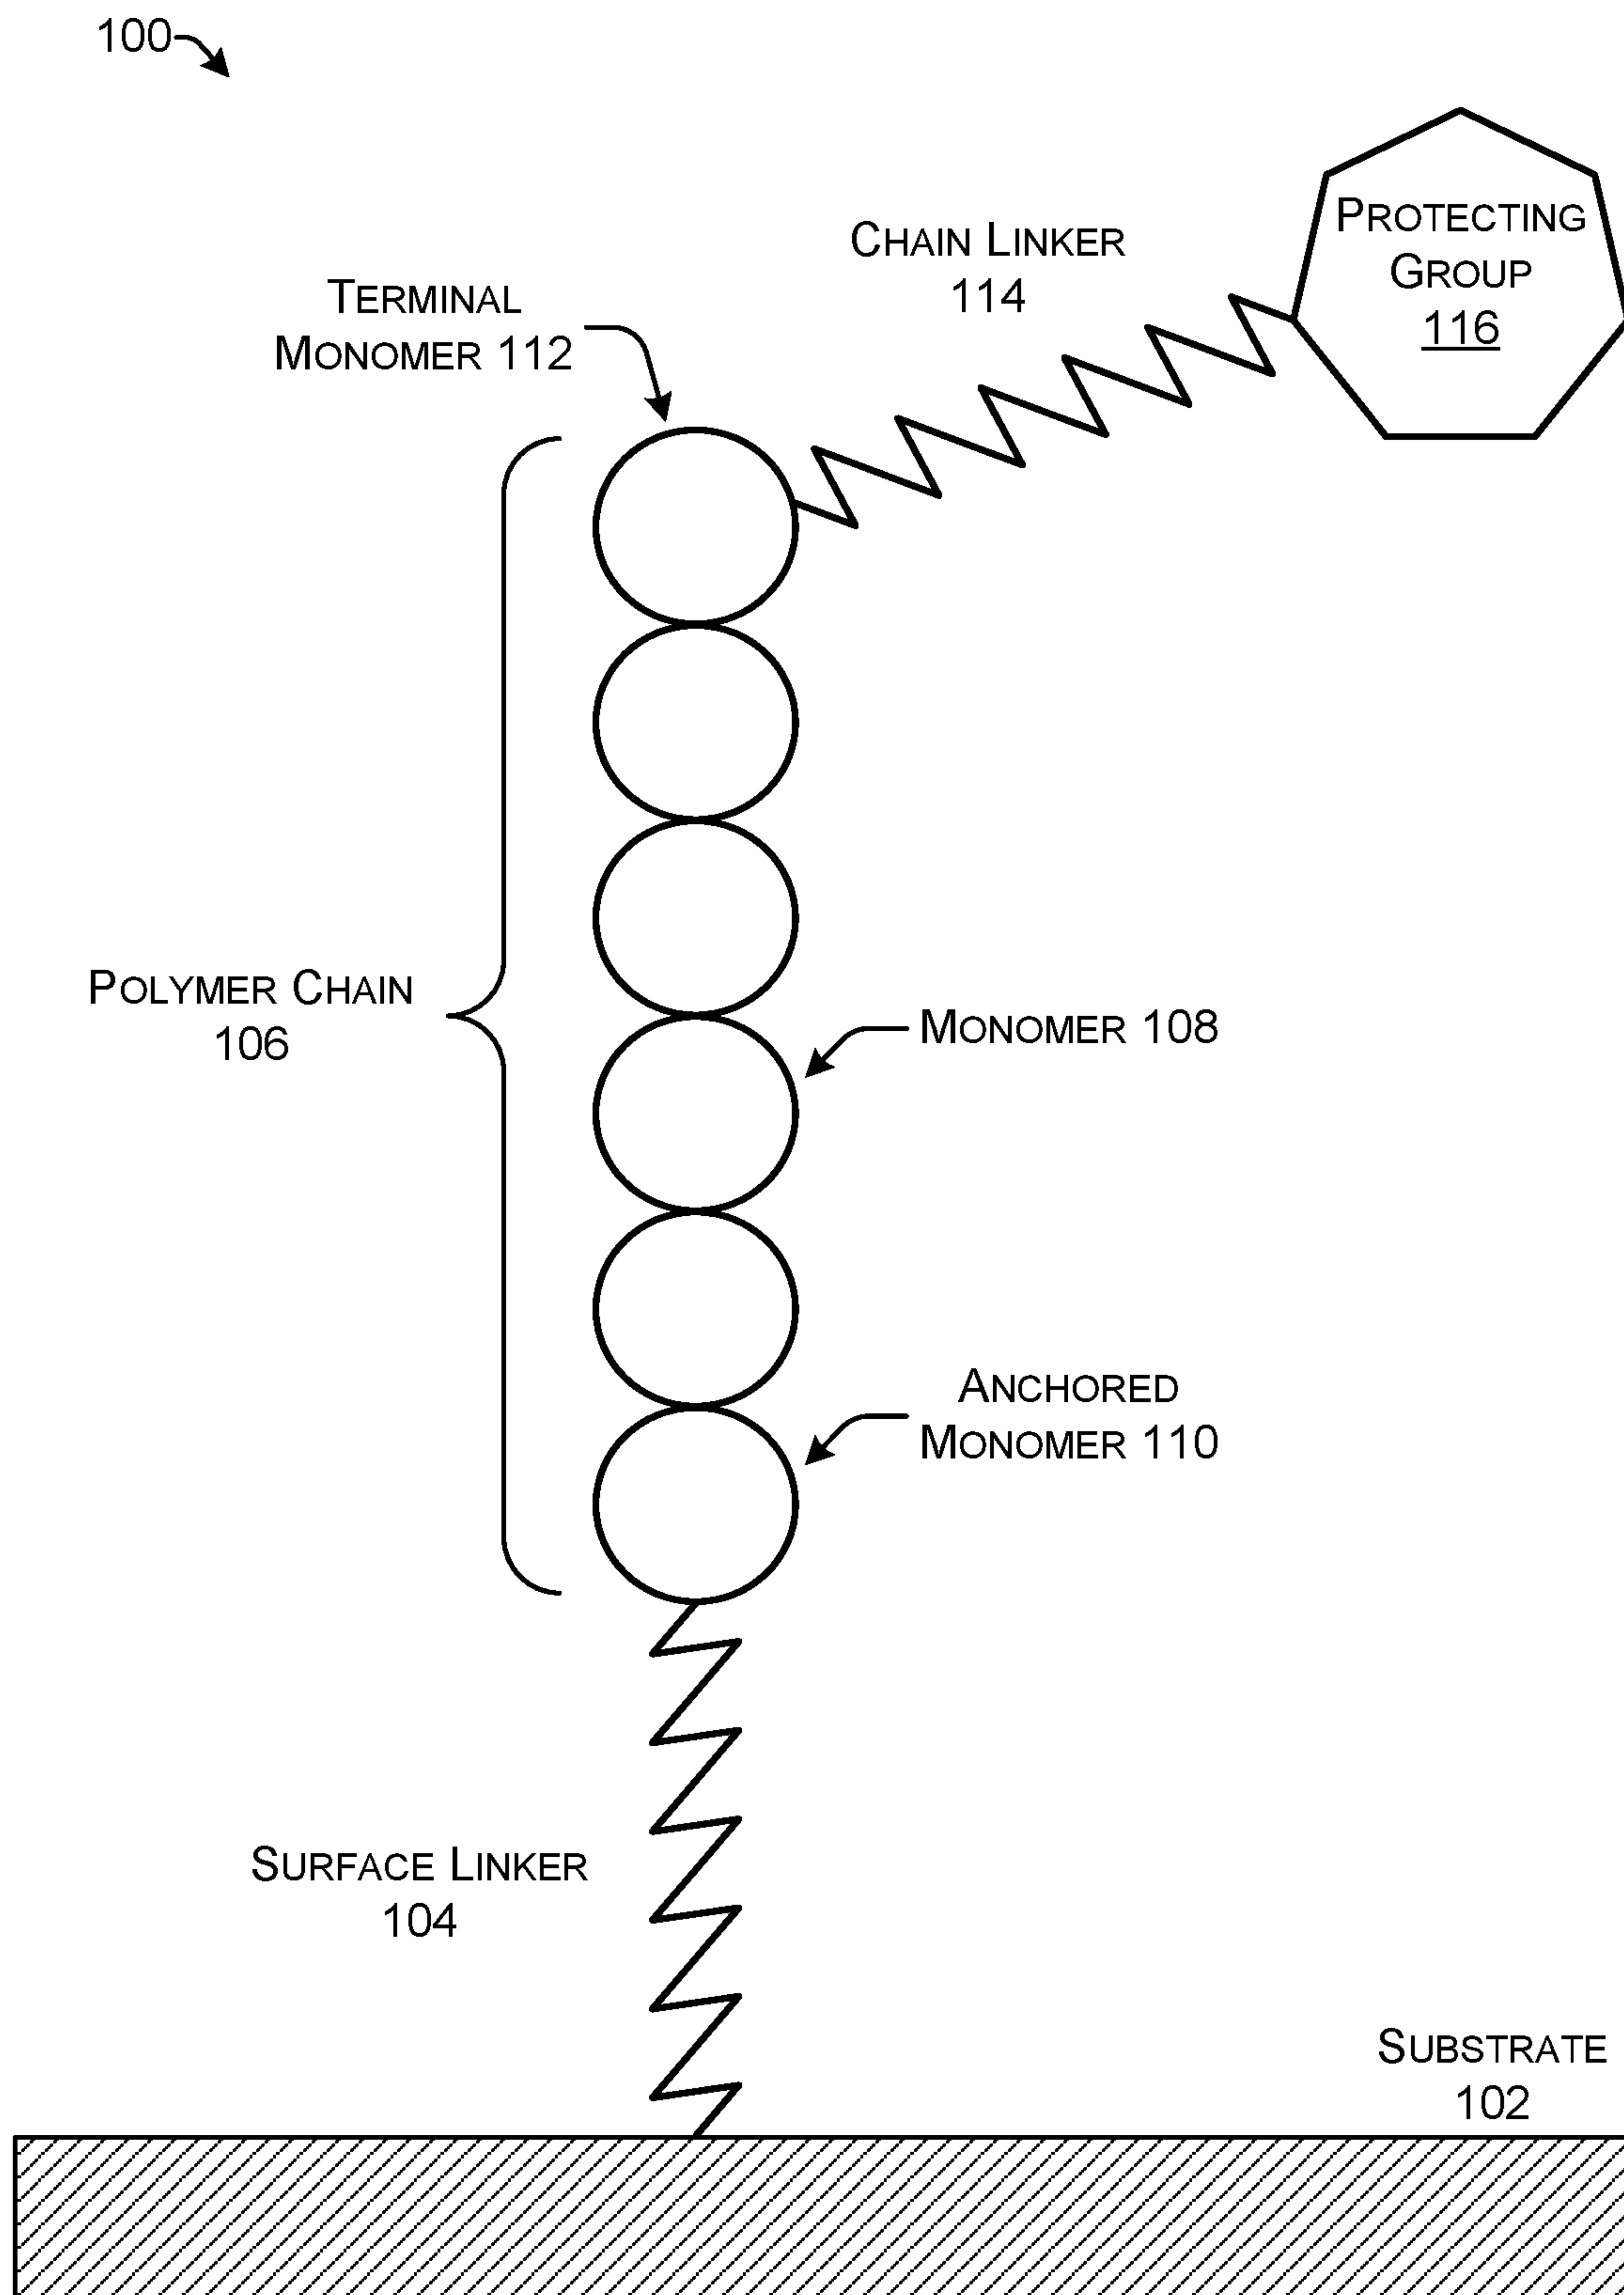 100
PROTECTING
GROUP
116
CHAIN LINKER
114
TERMINAL
MONOMER 112
POLYMER CHAIN
106
MONOMER 108
ANCHORED
MONOMER 110
SURFACE LINKER
104
SUBSTRATE
102